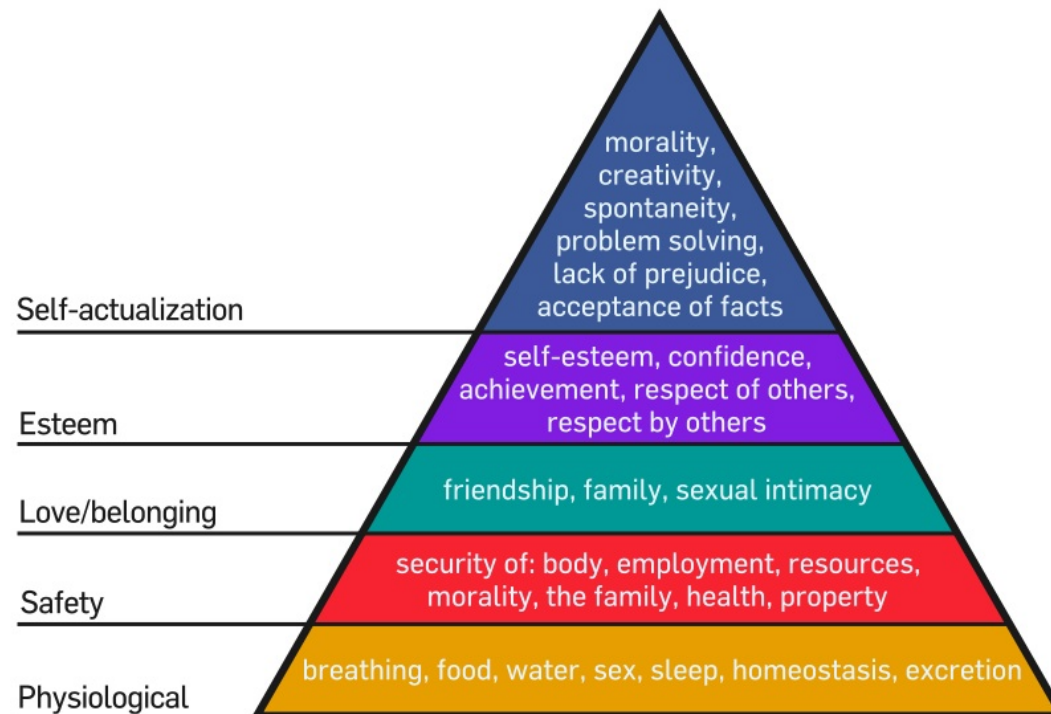 morality,
creativity,
spontaneity,
problem solving,
lack of prejudice,
acceptance of facts
Self-actualization
self-esteem, confidence,
achievement, respect of others,
respect by others
Esteem
friendship, family, sexual intimacy
Love/belonging
security of: body, employment, resources,
morality, the family, health, property
Safety
breathing, food, water, sex, sleep, homeostasis, excretion
Physiological